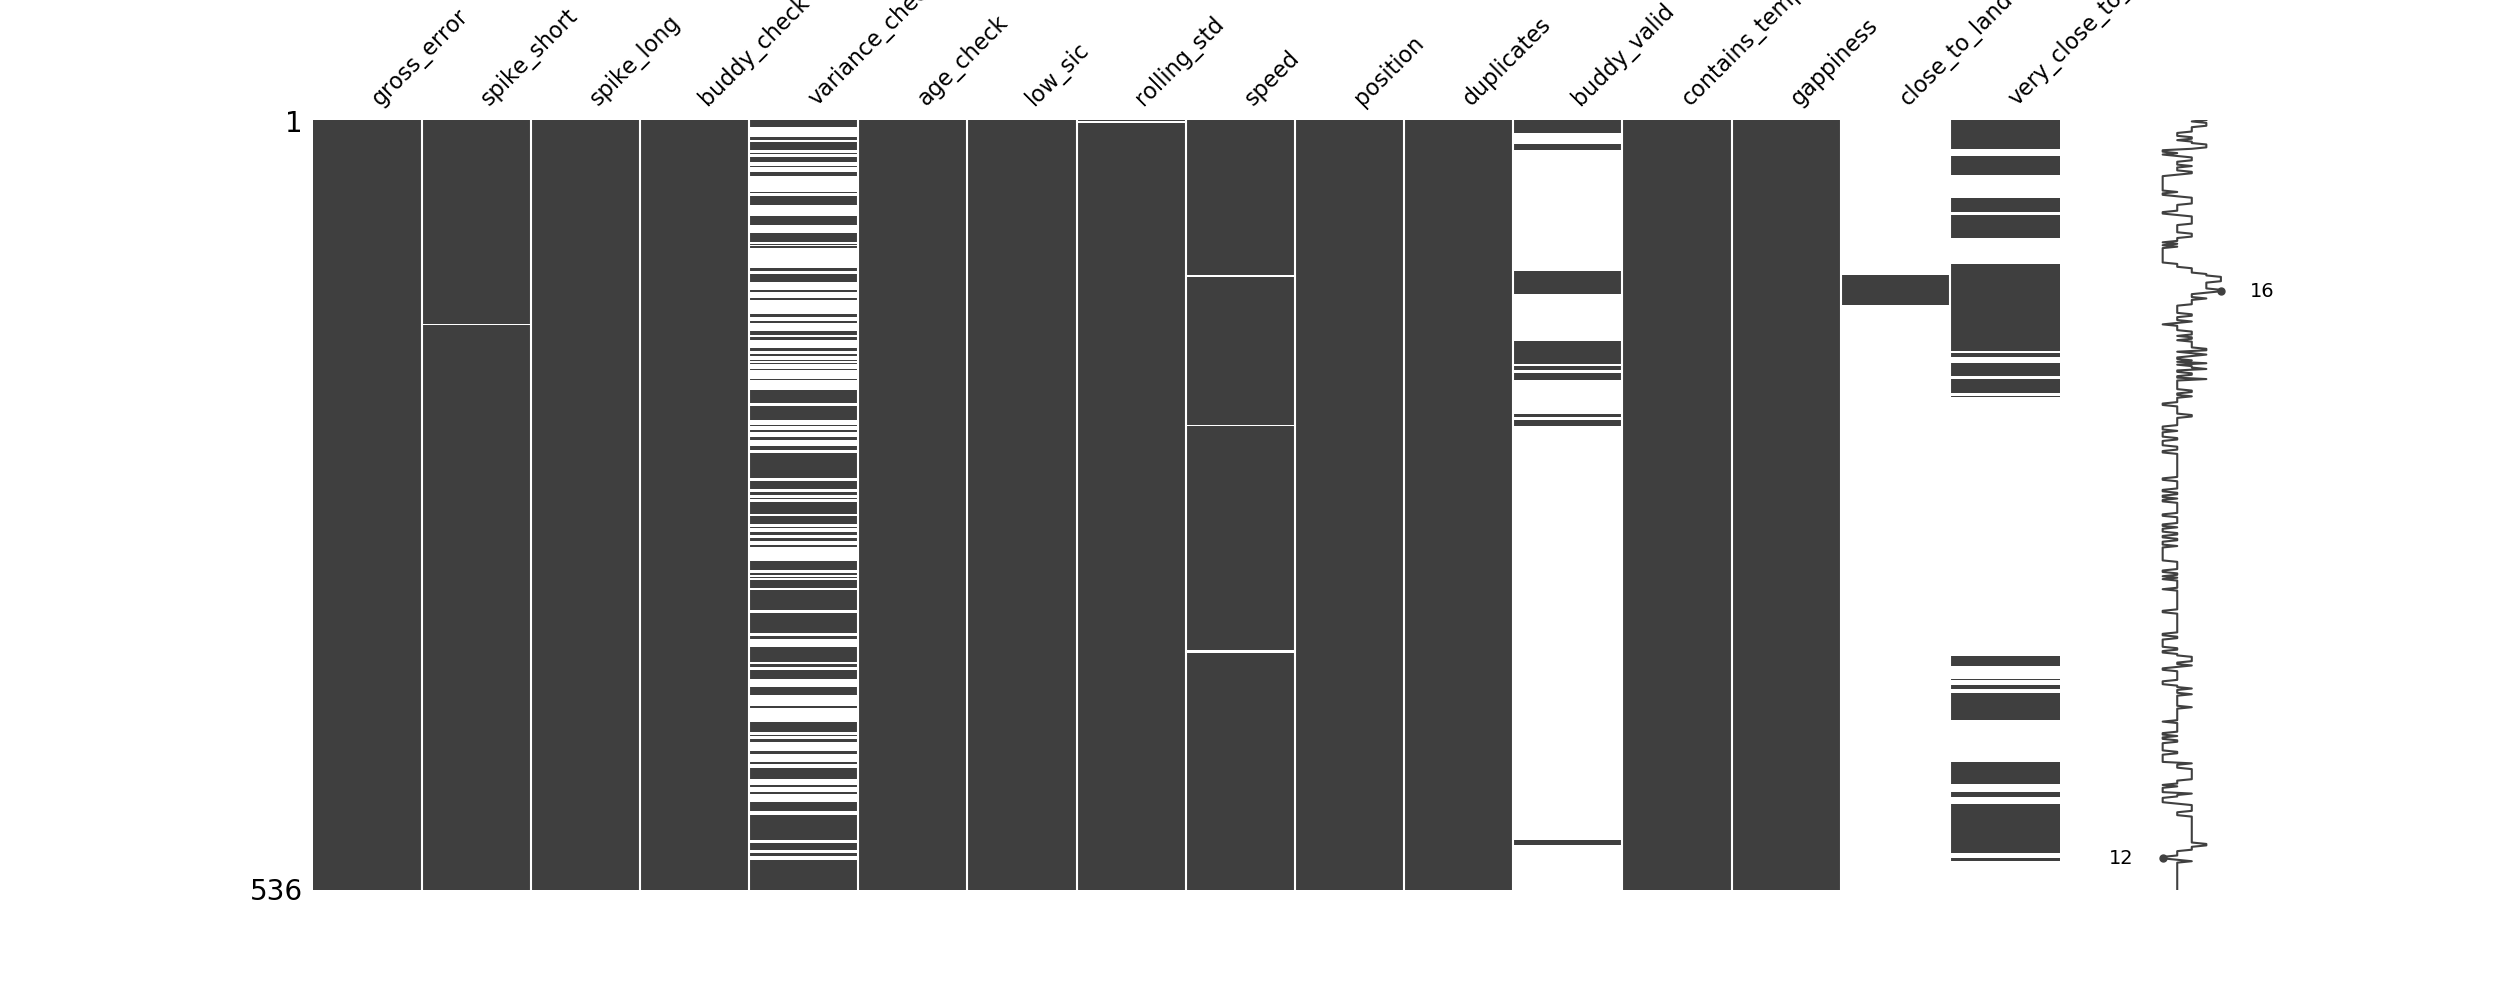 gross_error
spike_short
spike_long
buddy_check
age_check
low_sic
rolling_std
speed
position
duplicates
buddy_valid
gappiness
close_to_land
1
16
12
536